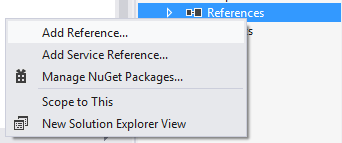 References
Add Reference...
Add Service Reference...
Manage NuGet Packages...
Scope to This
New Solution Explorer View